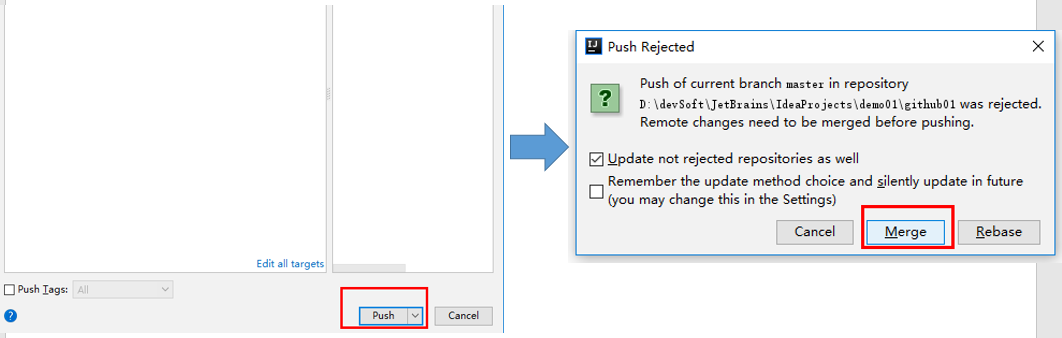 Edit all targets
Push Tags:
All
?
Push
Cancel
IJ
Push Rejected
?
Push of current branch master in repository
D:\devSoft\JetBrains\IdeaProjects\demo01\github01 was rejected.
Remote changes need to be merged before pushing.
Update not rejected repositories as well
Remember the update method choice and silently update in future
(you may change this in the Settings)
Cancel
Merge
Rebase